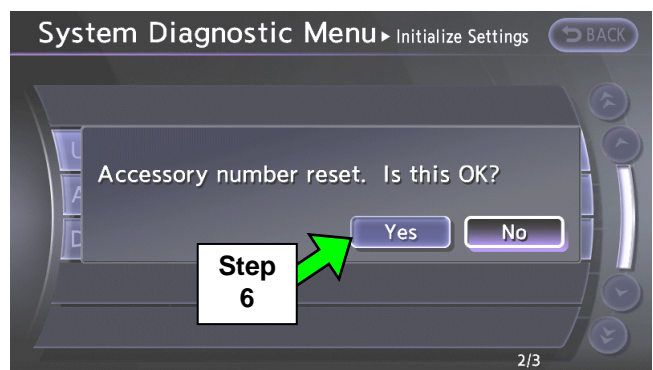 System Diagnostic Menu ▸ Initialize Settings BACK
U
A
D
Accessory number reset. Is this OK?
Yes No
Step
6
2/3